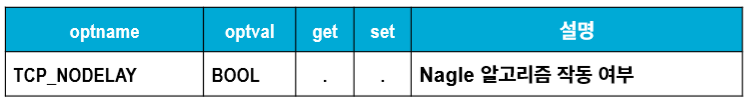 optname optval get set 설명
TCP_NODELAY BOOL . . Nagle 알고리즘 작동 여부